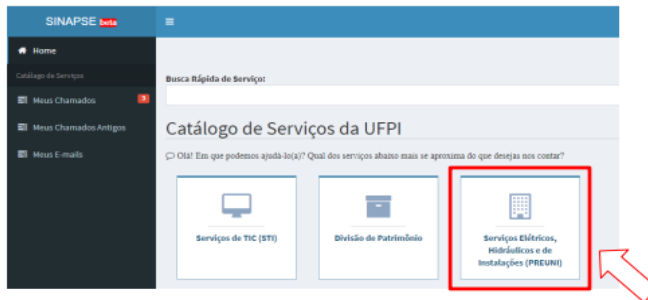 SINAPSE beta
Home
Catálogo de Serviços
Meus Chamados 3
Meus Chamados Antigos
Meus E-mails
Busca Rápida de Serviço:
Catálogo de Serviços da UFPI
Olá! Em que podemos ajudá-lo(a)? Qual dos serviços abaixo mais se aproxima do que desejas nos contar?
Serviços de TIC (STI)
Divisão de Patrimônio
Serviços Elétricos,
Hidráulicos e de
Instalações (PREUNI)